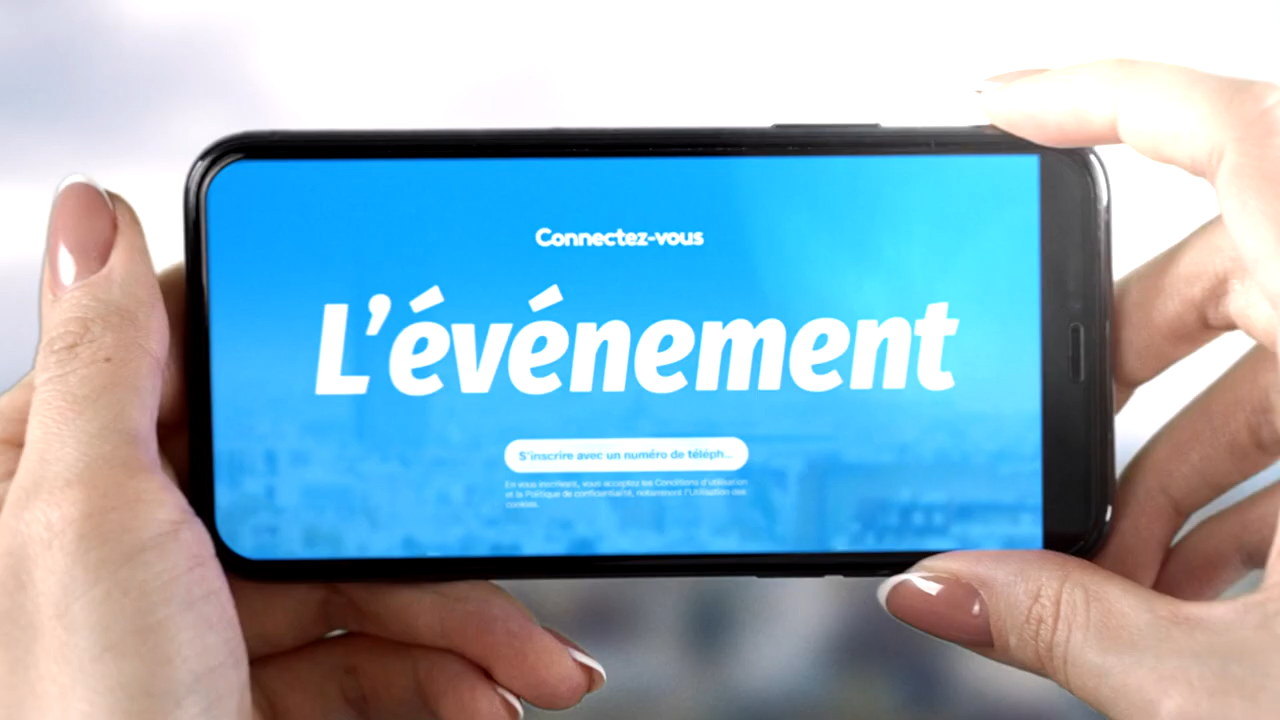 Connectez-vous
L'événement
S'inscrire avec un numéro de téléph...
En vous inscrivant, vous acceptez les Conditions d'utilisation
et la Politique de confidentialité, notamment l'Utilisation des
cookies.